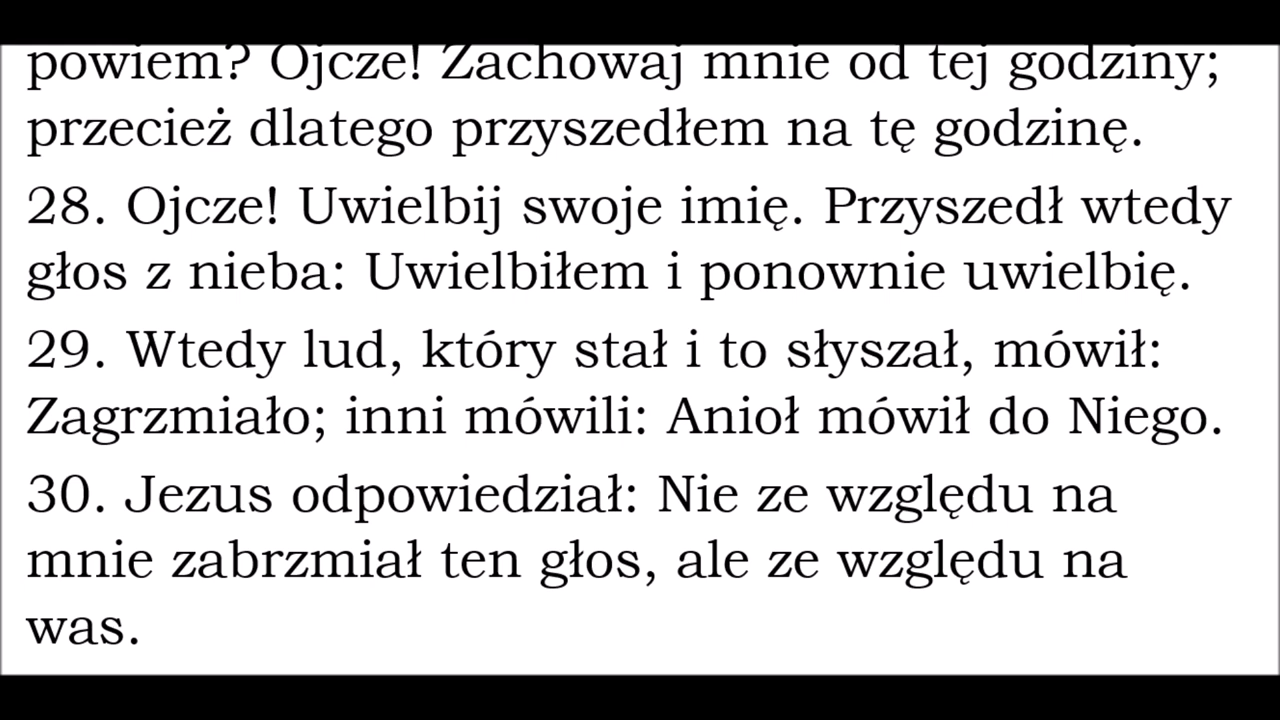 powiem? Ojcze! Zachowaj mnie od tej godziny;
przecież dlatego przyszedłem na tę godzinę.
28. Ojcze! Uwielbij swoje imię. Przyszedł wtedy
głos z nieba: Uwielbiłem i ponownie uwielbię.
29. Wtedy lud, który stał i to słyszał, mówił:
Zagrzmiało; inni mówili: Anioł mówił do Niego.
30. Jezus odpowiedział: Nie ze względu na
mnie zabrzmiał ten głos, ale ze względu na
was.